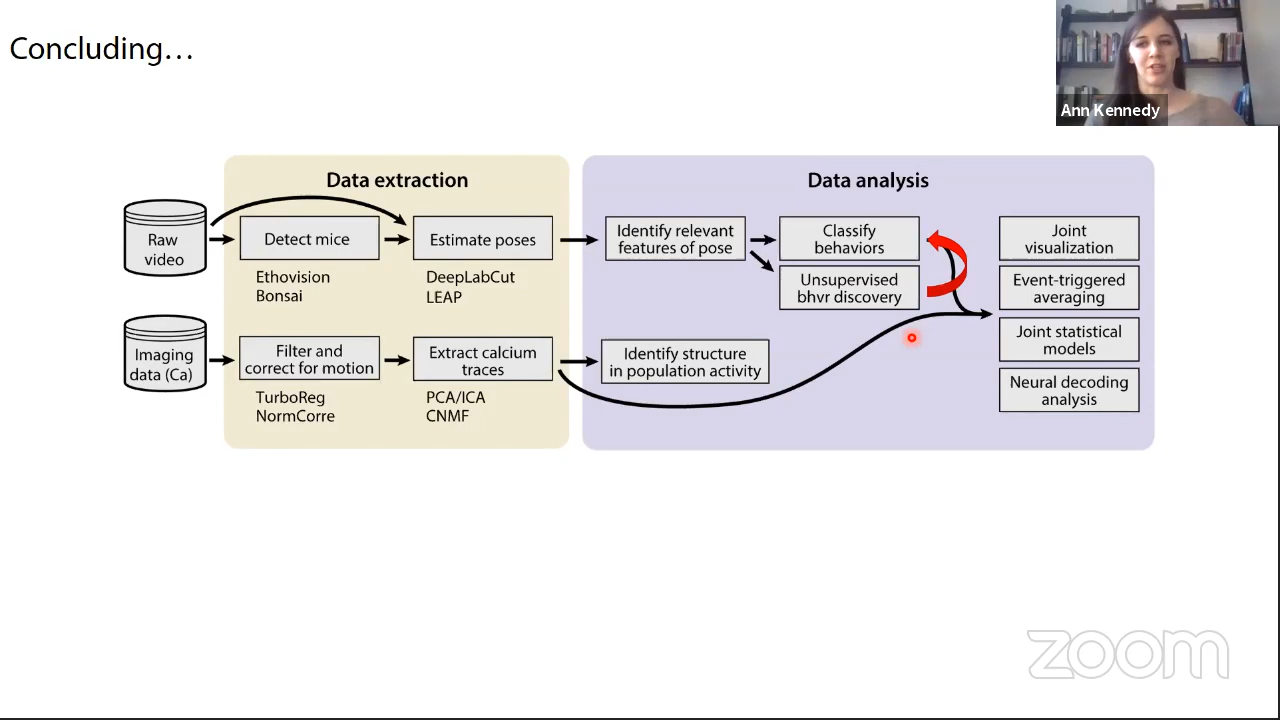 Concluding…
Ann Kennedy
Data extraction
Data analysis
Raw
video
Detect mice
Estimate poses
Identify relevant
features of pose
Classify
behaviors
Joint
visualization
Ethovision
Bonsai
DeepLabCut
LEAP
Unsupervised
bhvr discovery
Event-triggered
averaging
Imaging
data (Ca)
Filter and
correct for motion
Extract calcium
traces
Identify structure
in population activity
Joint statistical
models
TurboReg
NormCorre
PCA/ICA
CNMF
Neural decoding
analysis
zoom